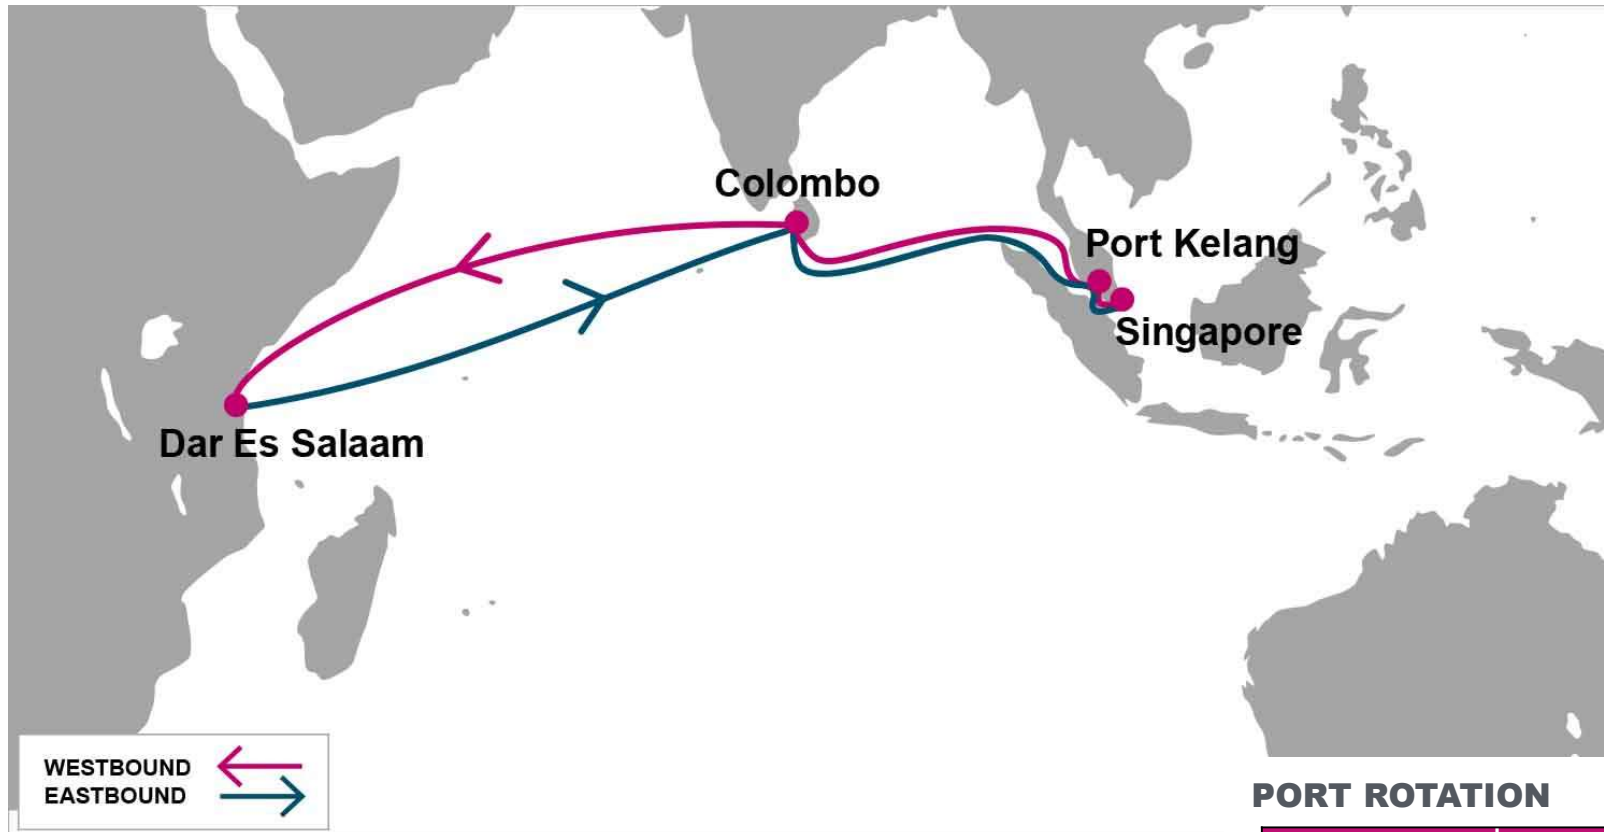 Colombo
Port Kelang
Singapore
Dar Es Salaam
WESTBOUND
EASTBOUND
PORT ROTATION